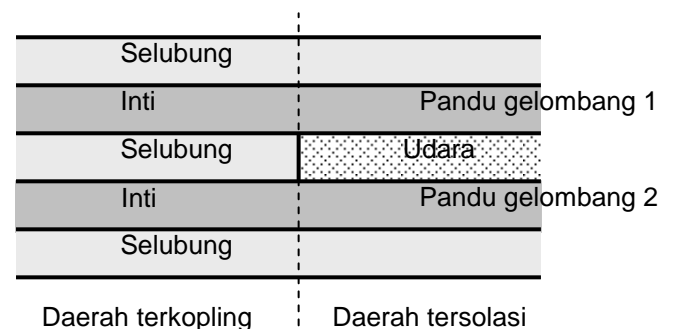 Selubung
Inti Pandu gelombang 1
Selubung Udara
Inti Pandu gelombang 2
Selubung
Daerah terkopling Daerah tersolasi